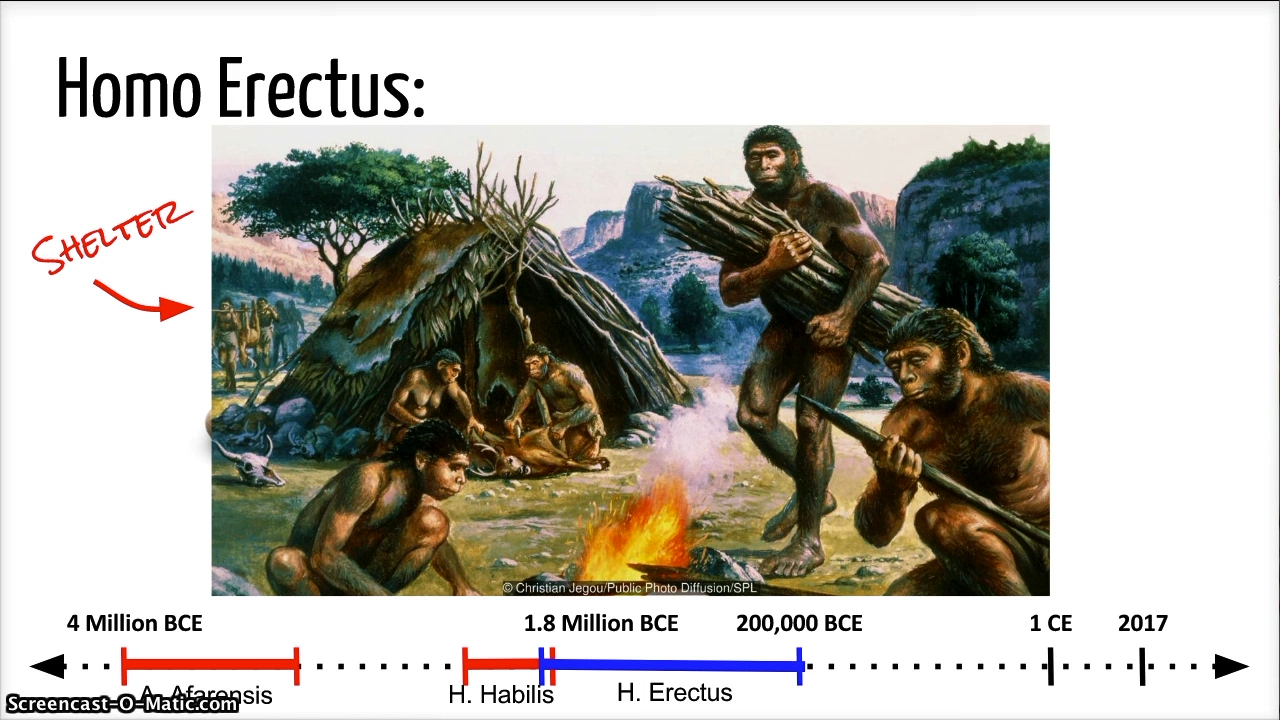 Homo Erectus:
SHELTER
© Christian Jegou/Public Photo Diffusion/SPL
4 Million BCE 1.8 Million BCE 200,000 BCE 1 CE 2017
A. Afarensis H. Habilis H. Erectus
Screencast-O-Matic.com